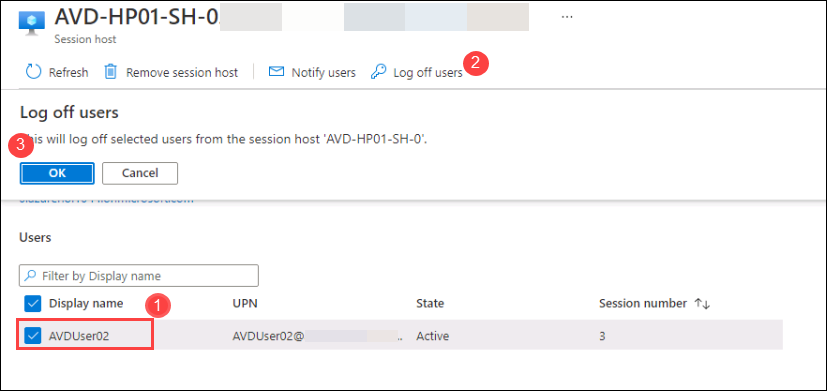 AVD-HP01-SH-0
...
Session host
Refresh Remove session host Notify users Log off users 2
Log off users
This will log off selected users from the session host 'AVD-HP01-SH-0'.
3
OK Cancel
Users
Filter by Display name
Display name 1 UPN State Session number ↑↓
AVDUser02 AVDUser02@ .. Active 3